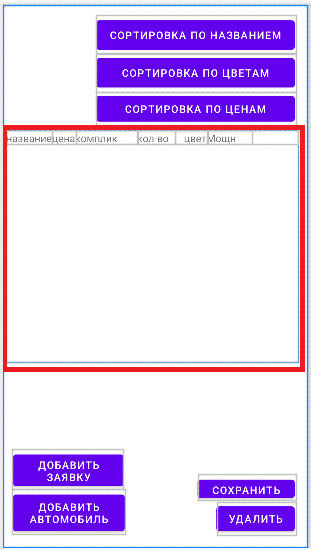 СОРТИРОВКА ПО НАЗВАНИЕМ
СОРТИРОВКА ПО ЦВЕТАМ
СОРТИРОВКА ПО ЦЕНАМ
название цена комплик кол-во цвет Мощн
ДОБАВИТЬ
ЗАЯВКУ
СОХРАНИТЬ
ДОБАВИТЬ
АВТОМОБИЛЬ
УДАЛИТЬ